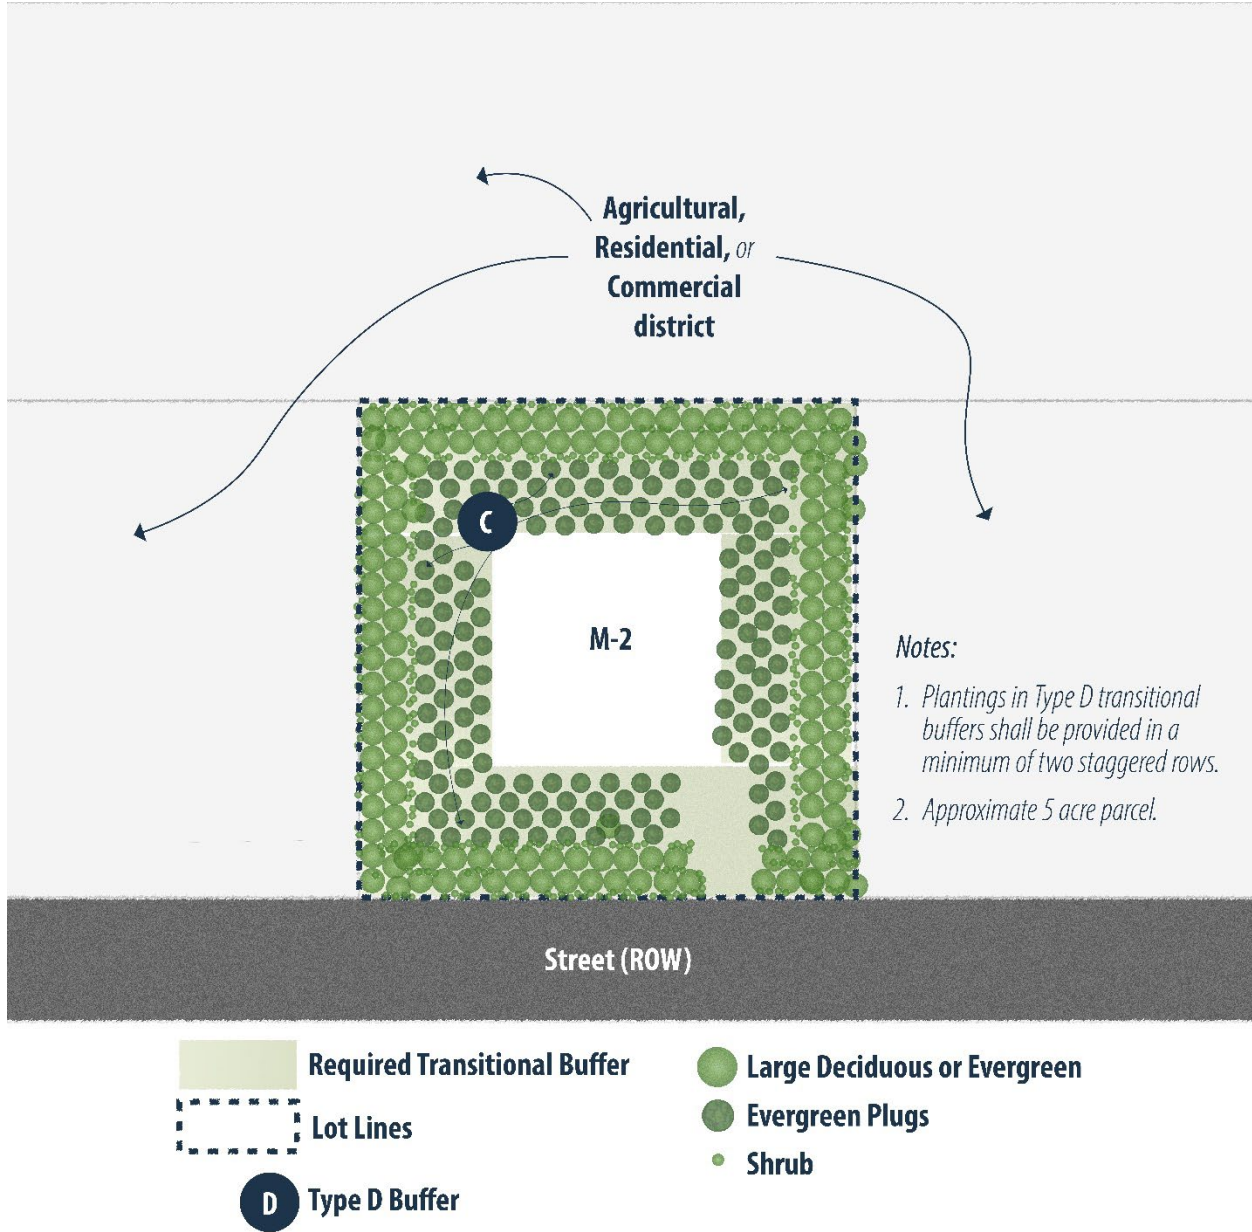 Agricultural,
Residential, or
Commercial
district
C
M-2
Notes:
1. Plantings in Type D transitional
buffers shall be provided in a
minimum of two staggered rows.
2. Approximate 5 acre parcel.
Street (ROW)
Required Transitional Buffer
Lot Lines
D Type D Buffer
Large Deciduous or Evergreen
Evergreen Plugs
Shrub